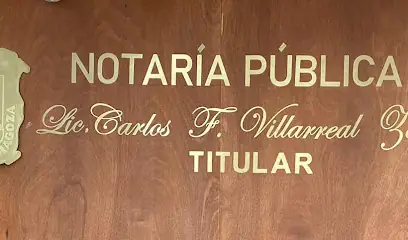 NOTARÍA PÚBLICA
Lic. Carlos F. Villarreal
TITULAR